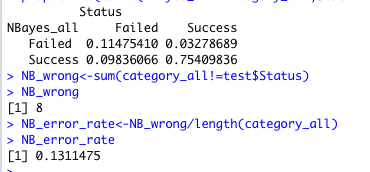 Status
NBayes_all Failed Success
Failed 0.11475410 0.03278689
Success 0.09836066 0.75409836
> NB_wrong<-sum(category_all!=test$Status)
> NB_wrong
[1] 8
> NB_error_rate<-NB_wrong/length(category_all)
> NB_error_rate
[1] 0.1311475